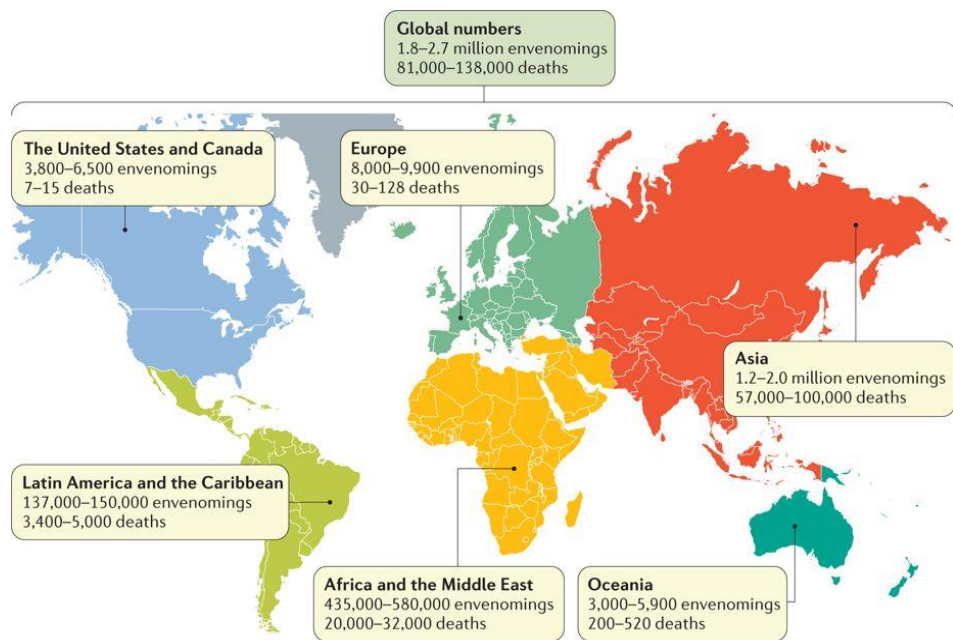 Global numbers
1.8–2.7 million envenomings
81,000–138,000 deaths
The United States and Canada
3,800–6,500 envenomings
7–15 deaths
Europe
8,000–9,900 envenomings
30–128 deaths
Asia
1.2–2.0 million envenomings
57,000–100,000 deaths
Latin America and the Caribbean
137,000–150,000 envenomings
3,400–5,000 deaths
Africa and the Middle East
435,000–580,000 envenomings
20,000–32,000 deaths
Oceania
3,000–5,900 envenomings
200–520 deaths